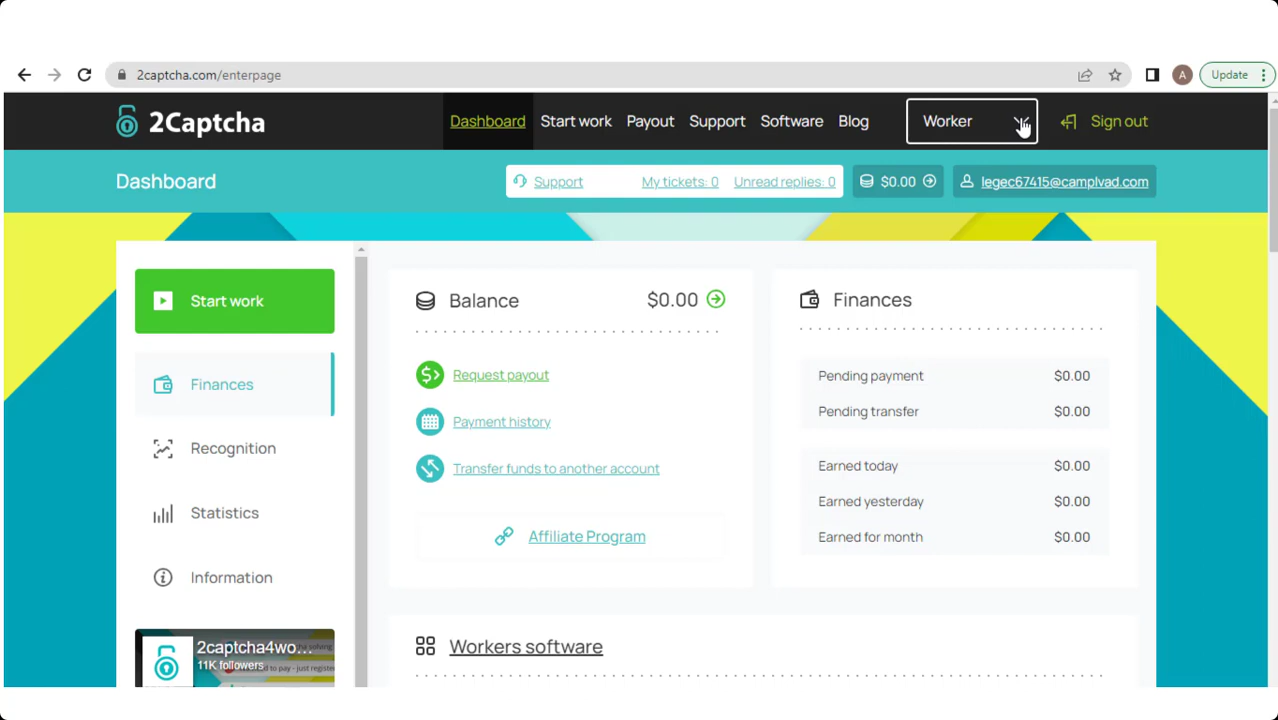 2captcha.com/enterpage
A
Update
2Captcha
Dashboard
Start work
Payout
Support
Software
Blog
Worker
Sign out
Dashboard
Support
My tickets: 0
Unread replies: 0
$0.00
legec67415@camplvad.com
Start work
Finances
Recognition
Statistics
Information
2captcha4wo...
11K followers
Balance
$0.00
Request payout
Payment history
Transfer funds to another account
Affiliate Program
Finances
Pending payment $0.00
Pending transfer $0.00
Earned today $0.00
Earned yesterday $0.00
Earned for month $0.00
Workers software